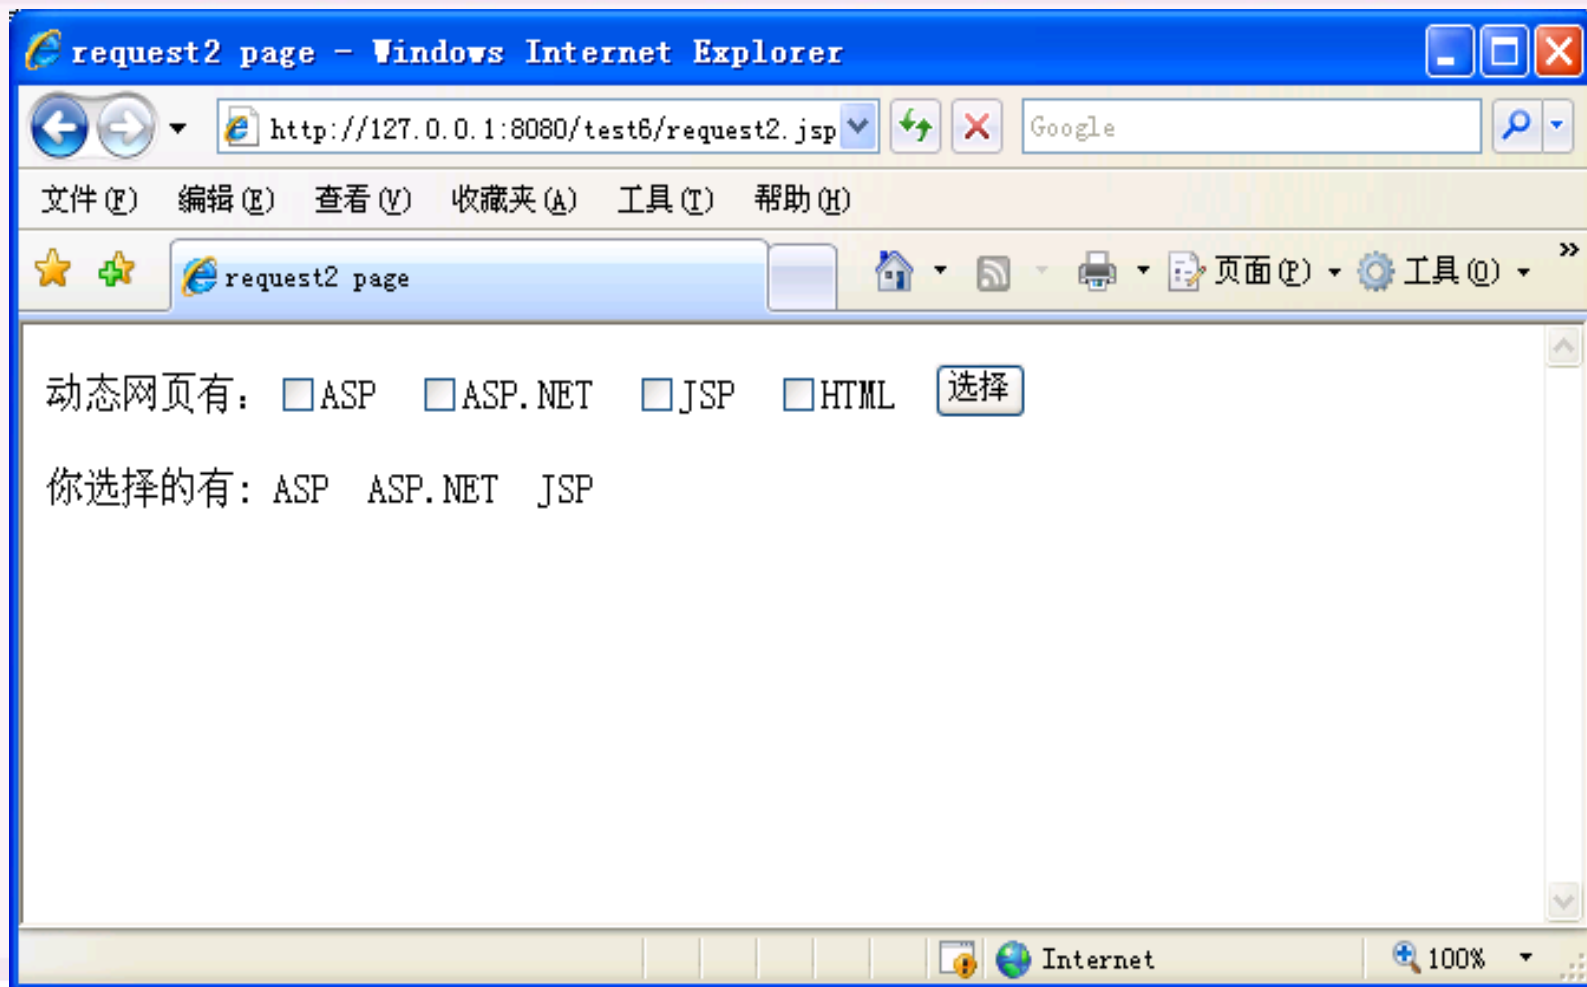 request2 page - Windows Internet Explorer
http://127.0.0.1:8080/test6/request2.jsp Google
文件(F) 编辑(E) 查看(V) 收藏夹(A) 工具(T) 帮助(H)
request2 page 页面(P) 工具(O) »
动态网页有： ASP ASP.NET JSP HTML 选择
你选择的有: ASP ASP.NET JSP
Internet 100%